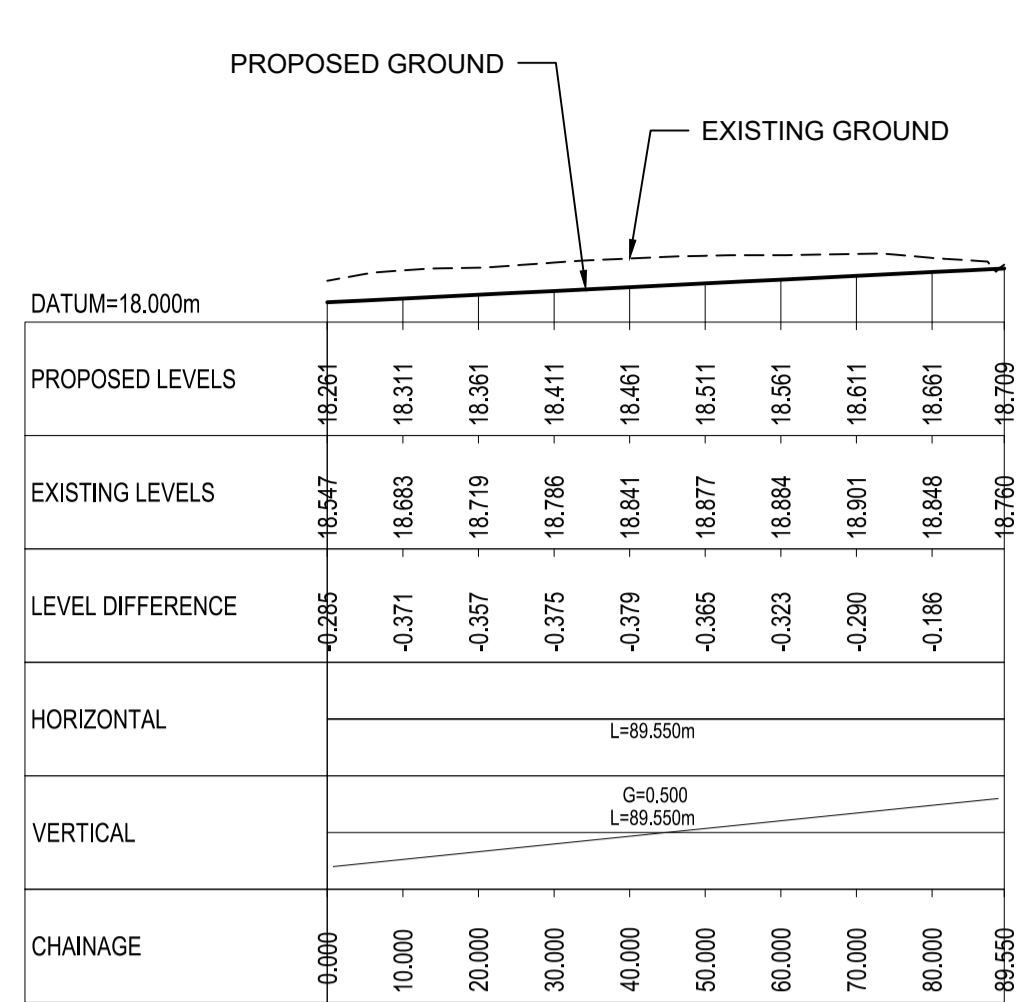 PROPOSED GROUND
EXISTING GROUND
DATUM=18.000m
PROPOSED LEVELS 18.261 18.311 18.361 18.411 18.461 18.511 18.561 18.611 18.661 18.709
EXISTING LEVELS 18.547 18.683 18.719 18.786 18.841 18.877 18.884 18.901 18.848 18.760
LEVEL DIFFERENCE -0.285 -0.371 -0.357 -0.375 -0.379 -0.365 -0.323 -0.290 -0.186
HORIZONTAL
L=89.550m
G=0.500
L=89.550m
VERTICAL
CHAINAGE 0.000 10.000 20.000 30.000 40.000 50.000 60.000 70.000 80.000 89.550